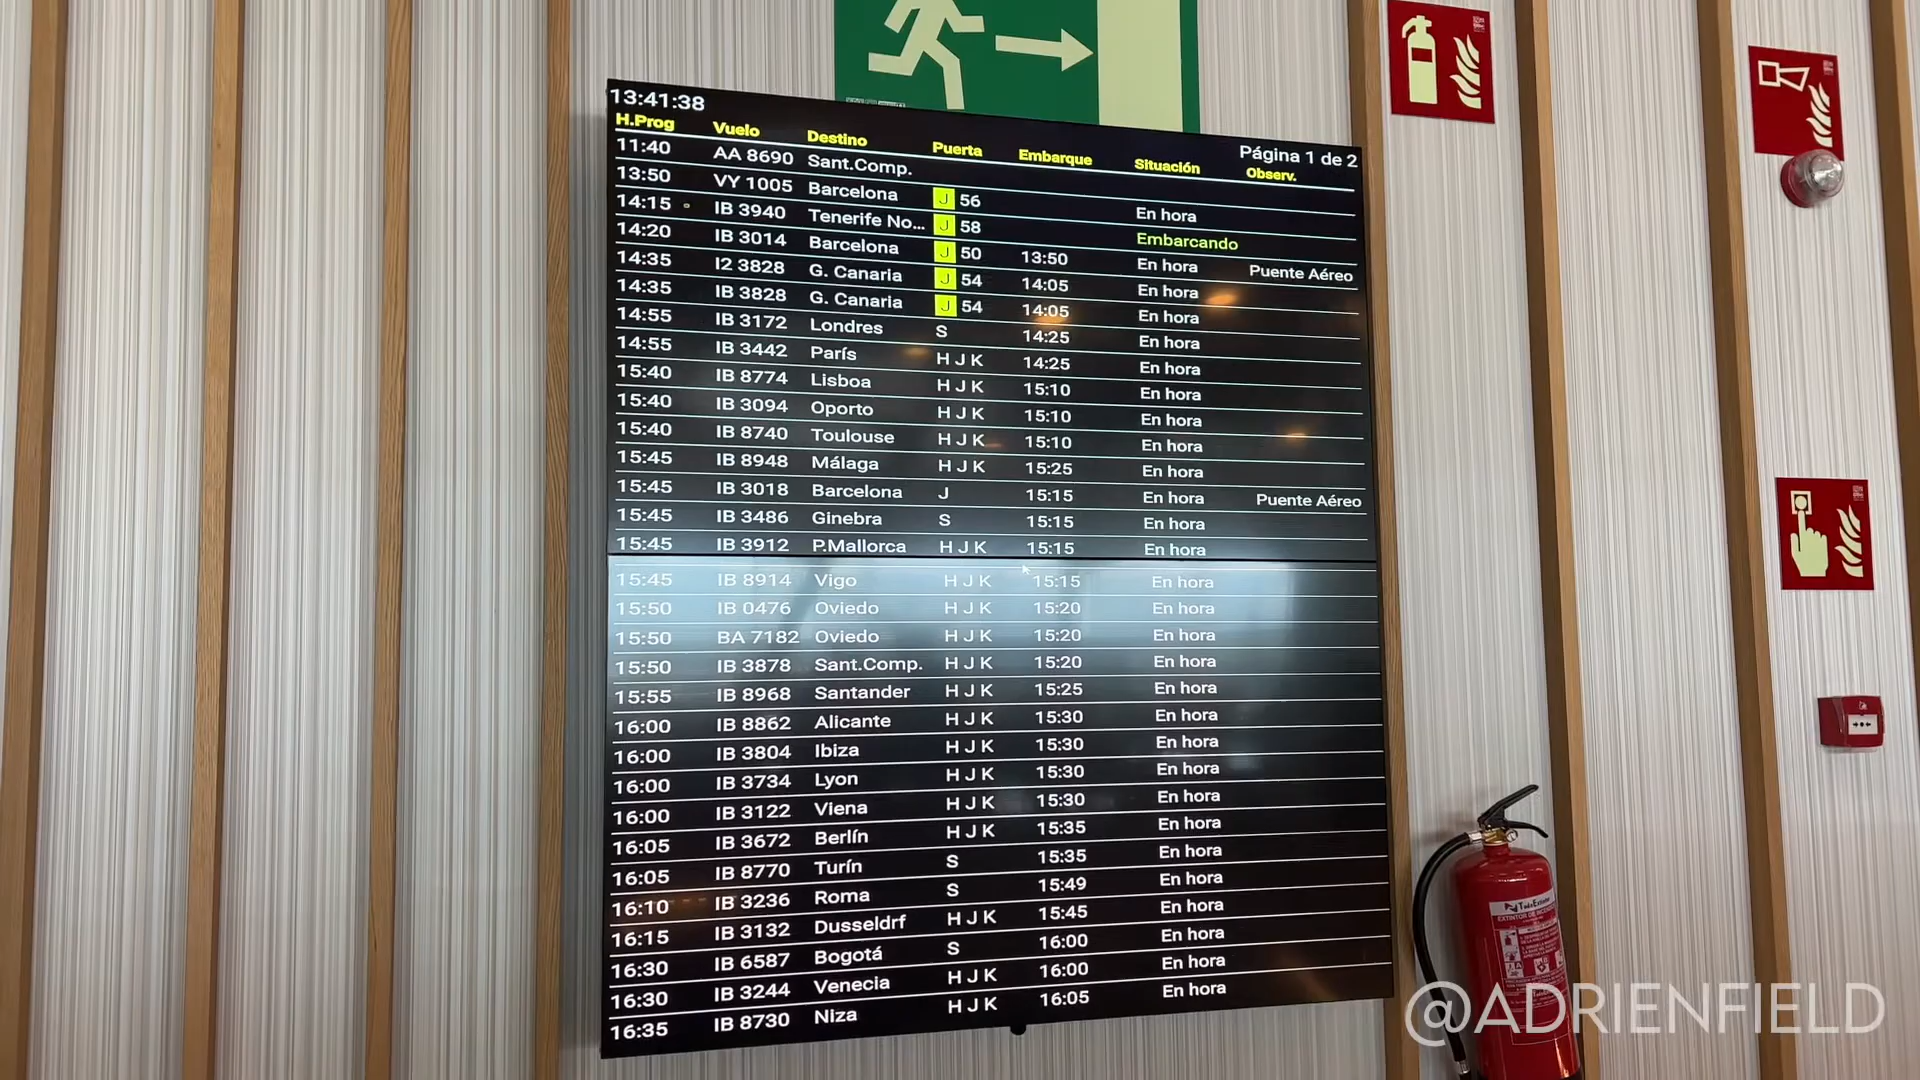 13:41:38
Página 1 de 2
H.Prog Vuelo Destino Puerta Embarque Situación Observ.
11:40 AA 8690 Sant.Comp.
13:50 VY 1005 Barcelona J 56 En hora
14:15 IB 3940 Tenerife No... J 58 Embarcando
14:20 IB 3014 Barcelona J 50 13:50 En hora Puente Aéreo
14:35 I2 3828 G. Canaria J 54 14:05 En hora
14:35 IB 3828 G. Canaria J 54 14:05 En hora
14:55 IB 3172 Londres S 14:25 En hora
14:55 IB 3442 París H J K 14:25 En hora
15:40 IB 8774 Lisboa H J K 15:10 En hora
15:40 IB 3094 Oporto H J K 15:10 En hora
15:40 IB 8740 Toulouse H J K 15:10 En hora
15:45 IB 8948 Málaga H J K 15:25 En hora
15:45 IB 3018 Barcelona J 15:15 En hora Puente Aéreo
15:45 IB 3486 Ginebra S 15:15 En hora
15:45 IB 3912 P.Mallorca H J K 15:15 En hora
15:45 IB 8914 Vigo H J K 15:15 En hora
15:50 IB 0476 Oviedo H J K 15:20 En hora
15:50 BA 7182 Oviedo H J K 15:20 En hora
15:50 IB 3878 Sant.Comp. H J K 15:20 En hora
15:55 IB 8968 Santander H J K 15:25 En hora
16:00 IB 8862 Alicante H J K 15:30 En hora
16:00 IB 3804 Ibiza H J K 15:30 En hora
16:00 IB 3734 Lyon H J K 15:30 En hora
16:00 IB 3122 Viena H J K 15:30 En hora
16:05 IB 3672 Berlín H J K 15:35 En hora
16:05 IB 8770 Turín S 15:35 En hora
16:10 IB 3236 Roma S 15:49 En hora
16:15 IB 3132 Dusseldrf H J K 15:45 En hora
16:30 IB 6587 Bogotá S 16:00 En hora
16:30 IB 3244 Venecia H J K 16:00 En hora
16:35 IB 8730 Niza H J K 16:05 En hora
@ADRIENFIELD